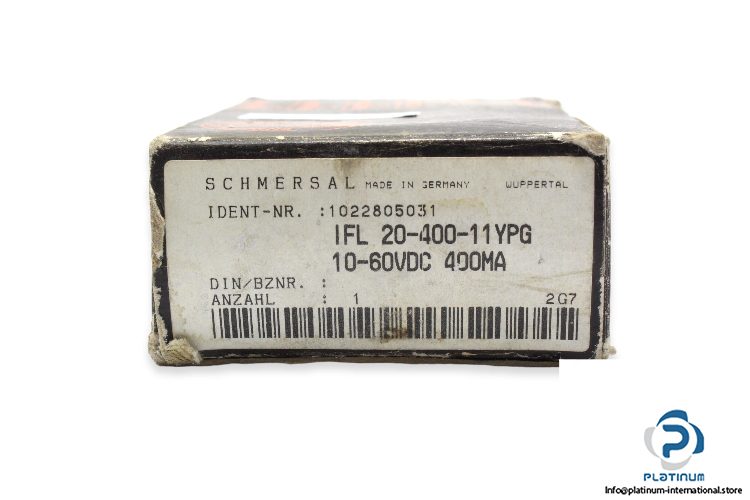 SCHMERSAL MADE IN GERMANY WUPPERTAL
IDENT-NR. :1022805031
IFL 20-400-11YPG
10-60VDC 400MA
DIN/BZNR. :
ANZAHL : 1 2G7
PLATINUM
Info@platinum-international.store